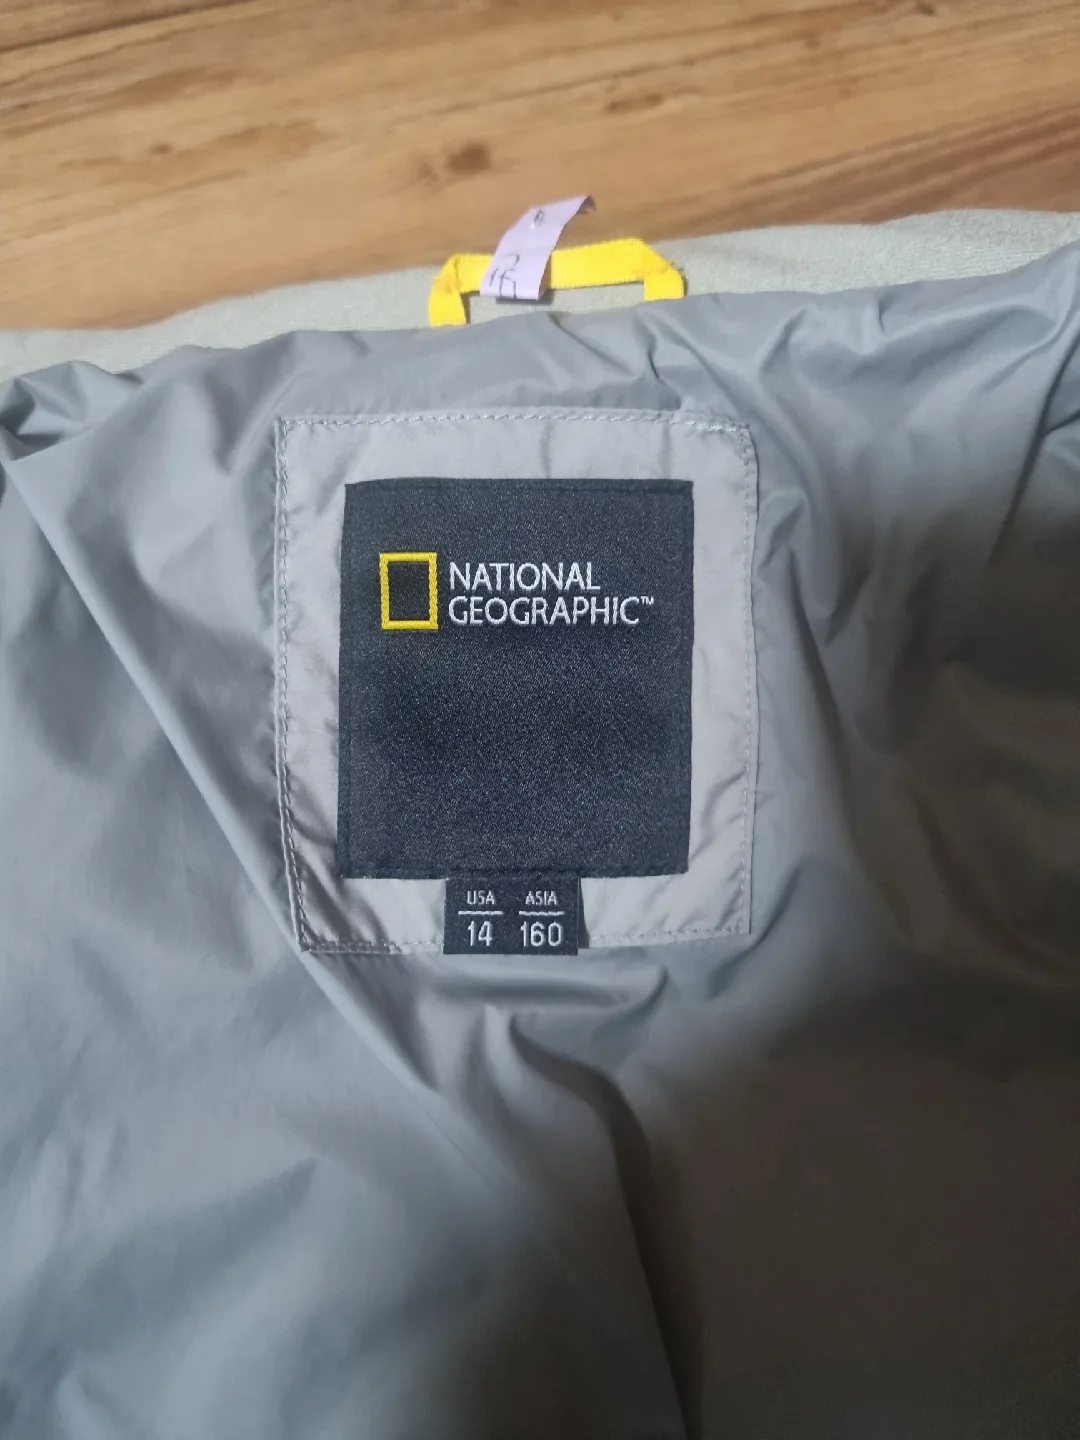 NATIONAL
GEOGRAPHIC™
USA ASIA
14 160